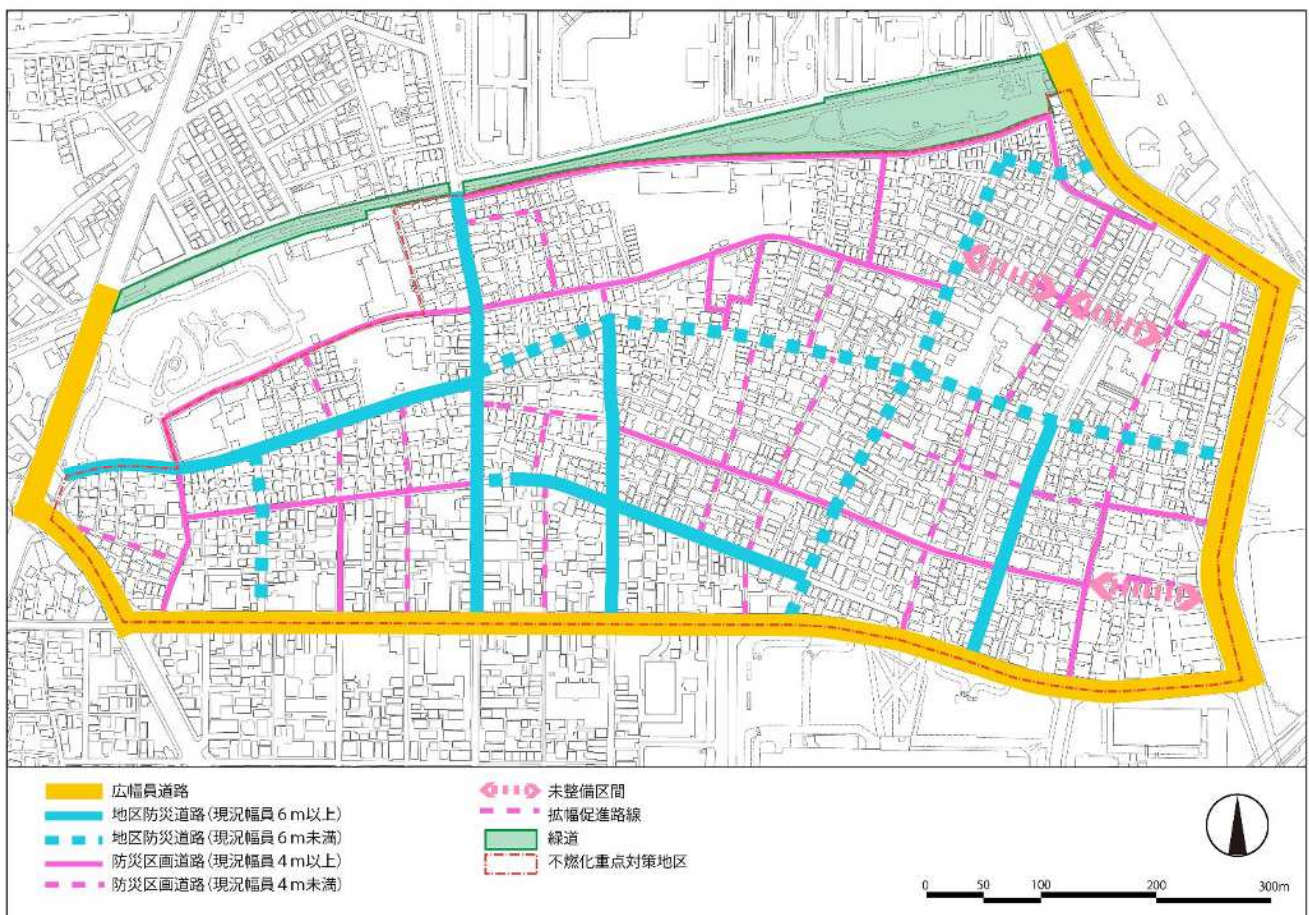 広幅員道路
地区防災道路(現況幅員6m以上)
地区防災道路(現況幅員6m未満)
防災区画道路(現況幅員4m以上)
防災区画道路(現況幅員4m未満)
未整備区間
拡幅促進路線
緑道
不燃化重点対策地区
0 50 100 200 300m